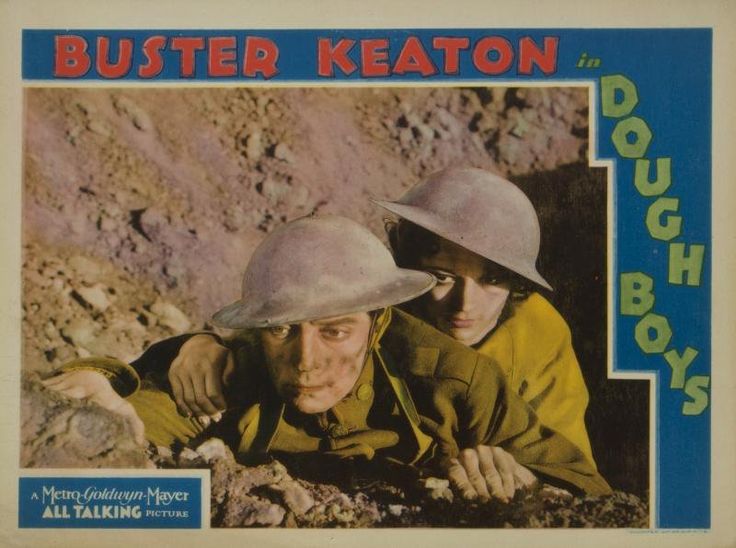 BUSTER KEATON in
DOUGH
BOYS
A Metro-Goldwyn-Mayer
ALL TALKING PICTURE